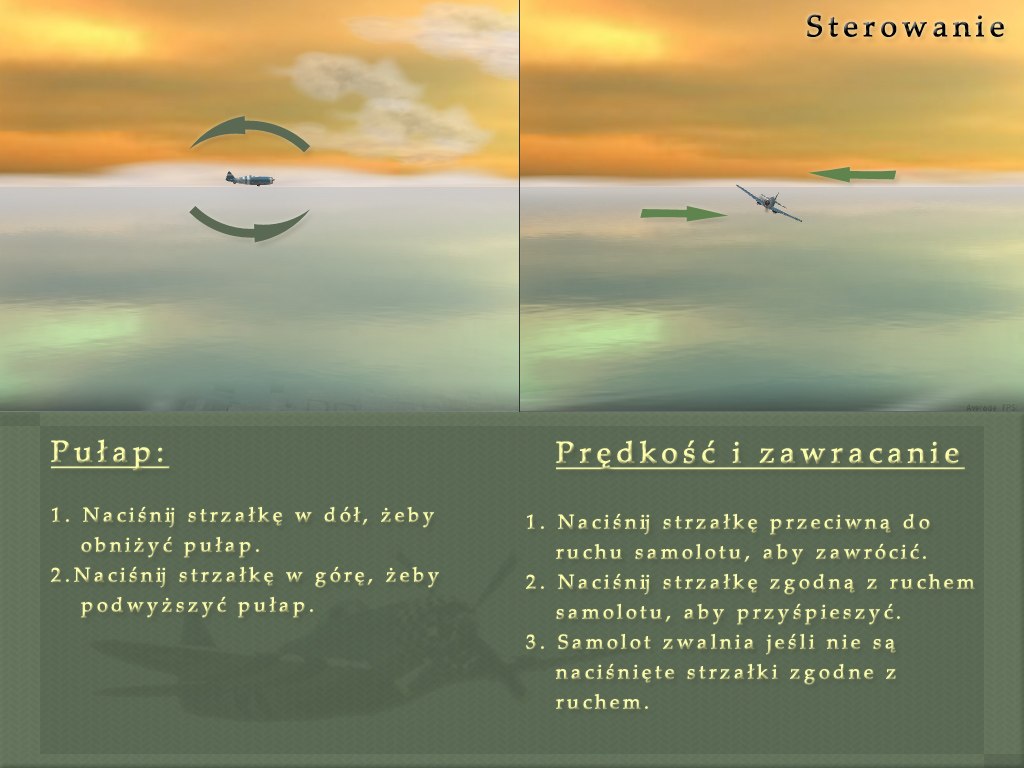 Sterowanie
Average FPS
Pułap:
1. Naciśnij strzałkę w dół, żeby
obniżyć pułap.
2.Naciśnij strzałkę w górę, żeby
podwyższyć pułap.
Prędkość i zawracanie
1. Naciśnij strzałkę przeciwną do
ruchu samolotu, aby zawrócić.
2. Naciśnij strzałkę zgodną z ruchem
samolotu, aby przyśpieszyć.
3. Samolot zwalnia jeśli nie są
naciśnięte strzałki zgodne z
ruchem.